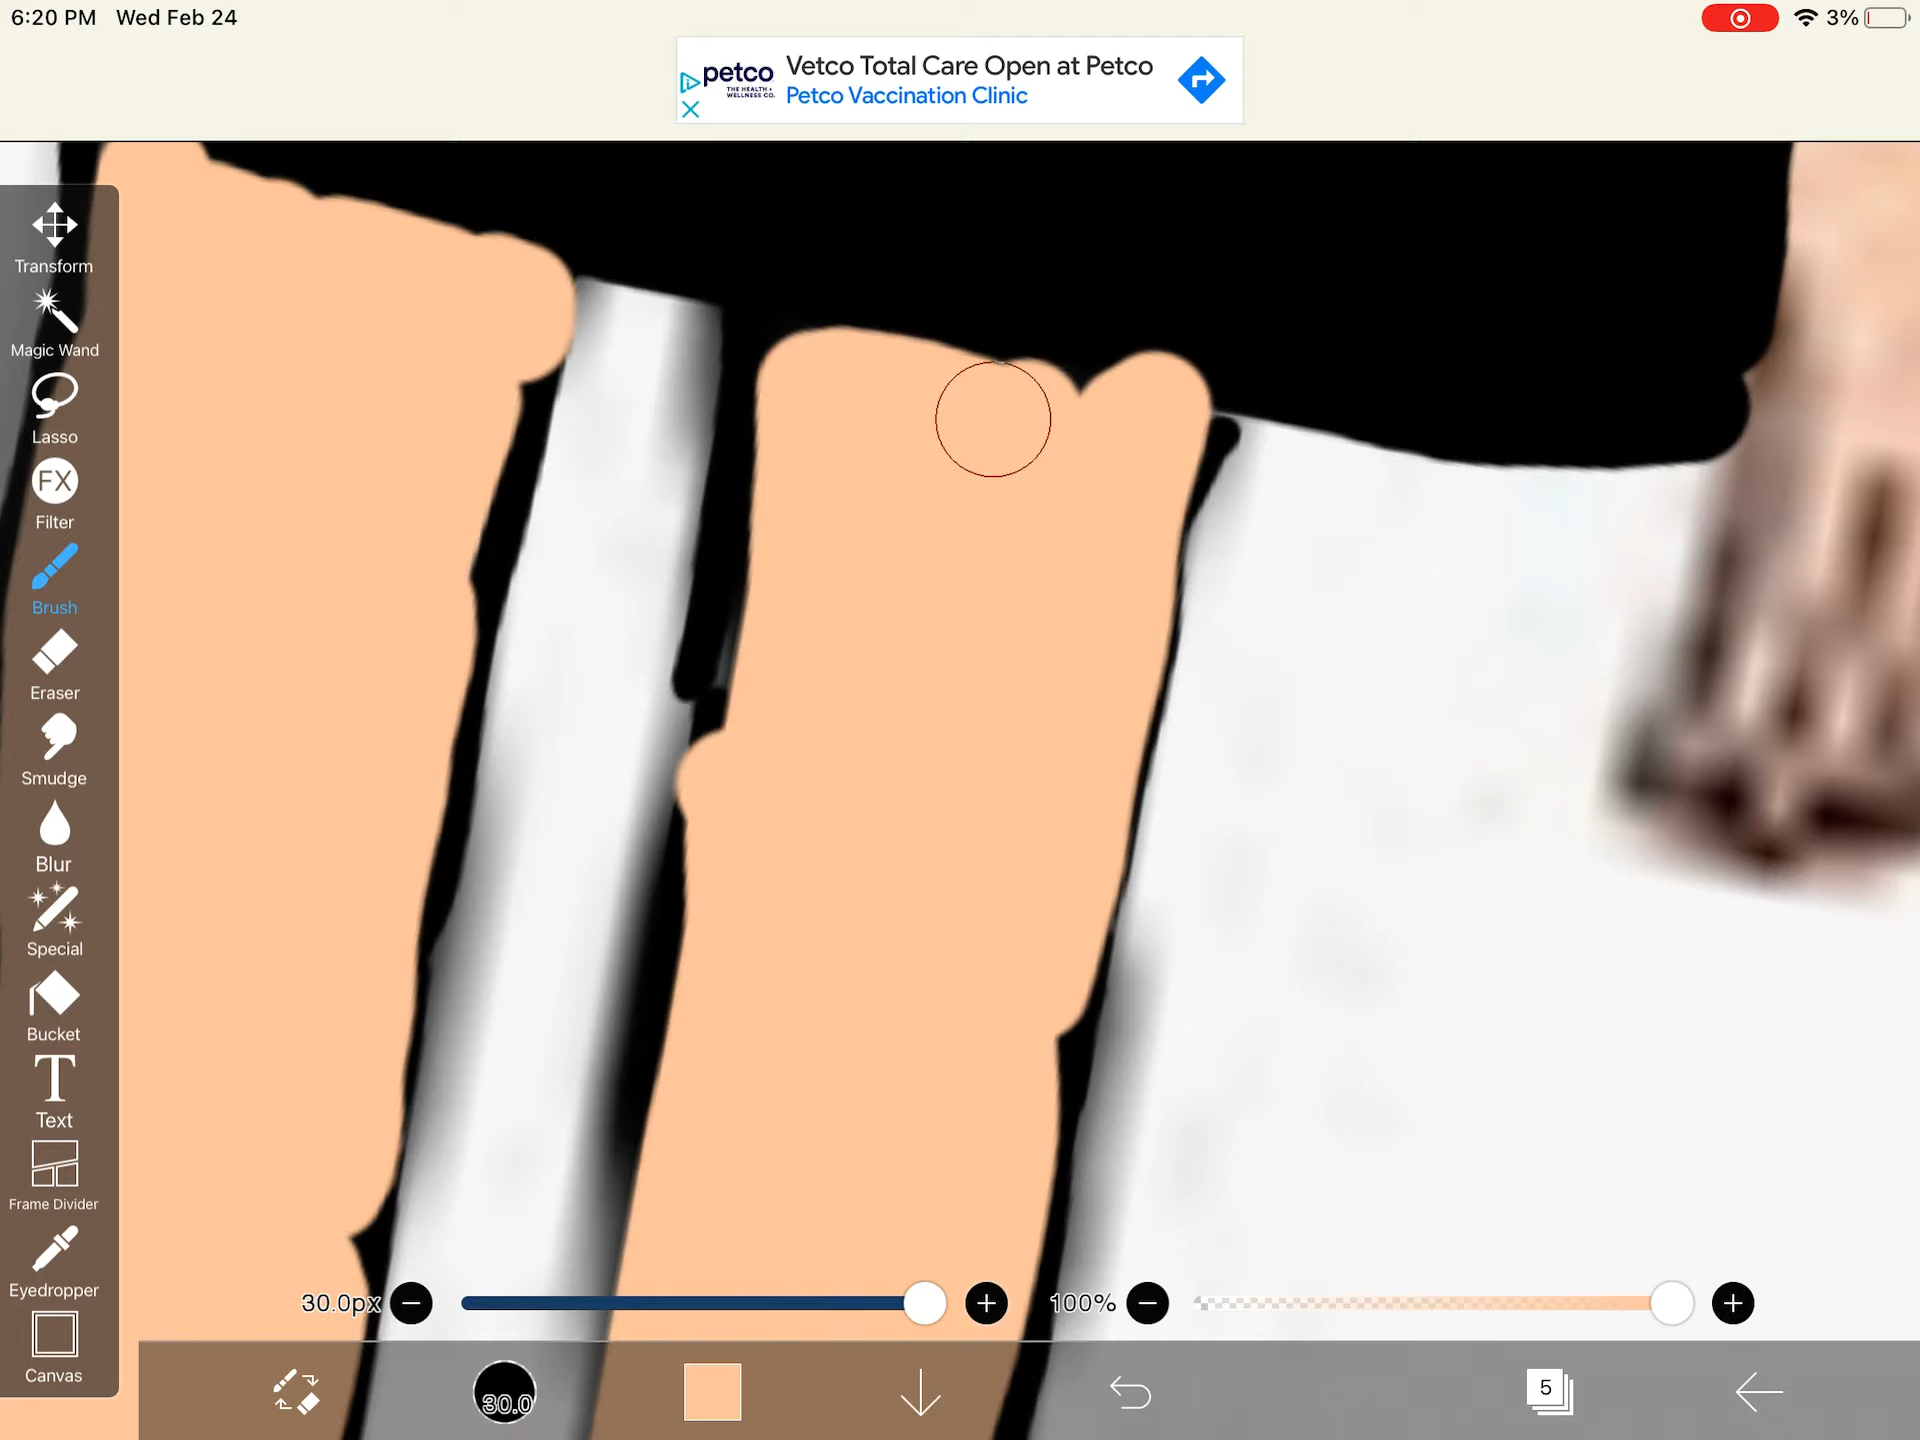 6:20 PM Wed Feb 24
3%
petco
THE HEALTH +
WELLNESS CO.
Vetco Total Care Open at Petco
Petco Vaccination Clinic
Transform
Magic Wand
Lasso
FX
Filter
Brush
Eraser
Smudge
Blur
Special
Bucket
T
Text
Frame Divider
Eyedropper
Canvas
30.0px
100%
30.0
5